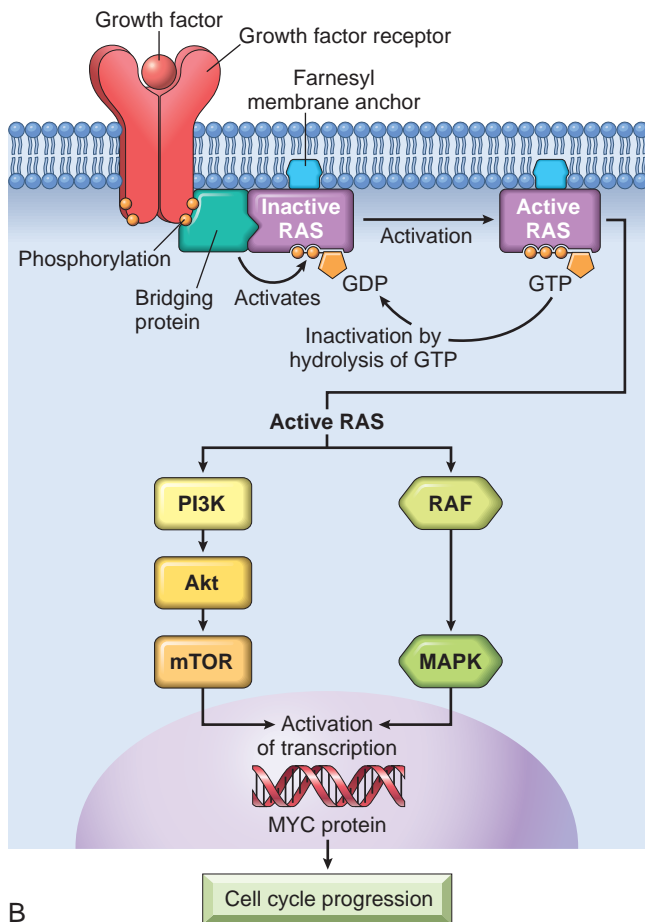 Growth factor
Growth factor receptor
Farnesyl
membrane anchor
Inactive
RAS
Active
RAS
Activation
Phosphorylation
Bridging
protein
Activates
GDP
GTP
Inactivation by
hydrolysis of GTP
Active RAS
PI3K
RAF
Akt
mTOR
MAPK
Activation
of transcription
MYC protein
Cell cycle progression
B